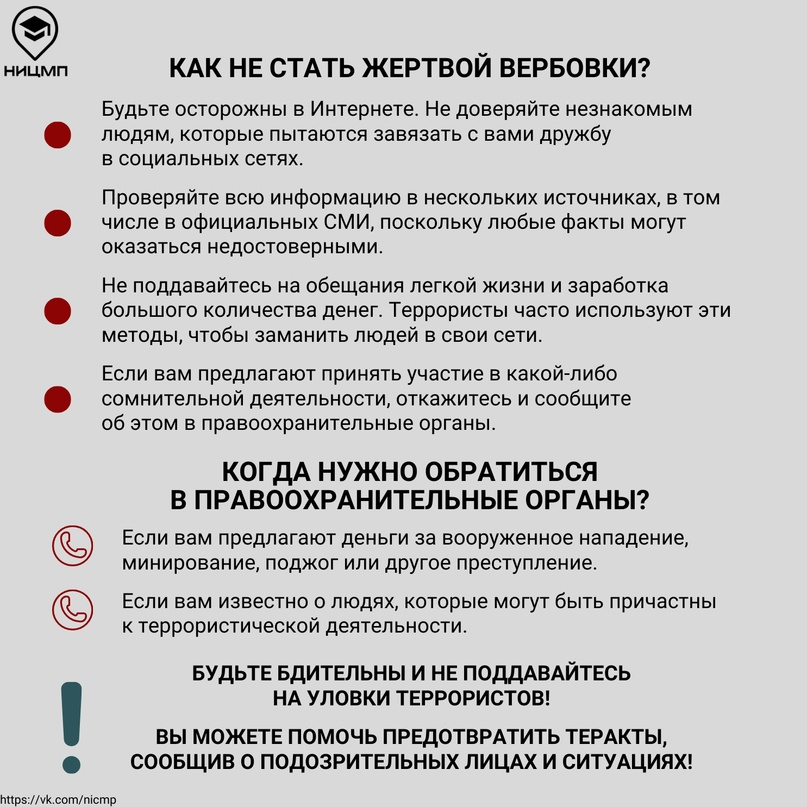 НИЦМП
КАК НЕ СТАТЬ ЖЕРТВОЙ ВЕРБОВКИ?
Будьте осторожны в Интернете. Не доверяйте незнакомым
людям, которые пытаются завязать с вами дружбу
в социальных сетях.
Проверяйте всю информацию в нескольких источниках, в том
числе в официальных СМИ, поскольку любые факты могут
оказаться недостоверными.
Не поддавайтесь на обещания легкой жизни и заработка
большого количества денег. Террористы часто используют эти
методы, чтобы заманить людей в свои сети.
Если вам предлагают принять участие в какой-либо
сомнительной деятельности, откажитесь и сообщите
об этом в правоохранительные органы.
КОГДА НУЖНО ОБРАТИТЬСЯ
В ПРАВООХРАНИТЕЛЬНЫЕ ОРГАНЫ?
Если вам предлагают деньги за вооруженное нападение,
минирование, поджог или другое преступление.
Если вам известно о людях, которые могут быть причастны
к террористической деятельности.
БУДЬТЕ БДИТЕЛЬНЫ И НЕ ПОДДАВАЙТЕСЬ
НА УЛОВКИ ТЕРРОРИСТОВ!
ВЫ МОЖЕТЕ ПОМОЧЬ ПРЕДОТВРАТИТЬ ТЕРАКТЫ,
СООБЩИВ О ПОДОЗРИТЕЛЬНЫХ ЛИЦАХ И СИТУАЦИЯХ!
https://vk.com/nicmp